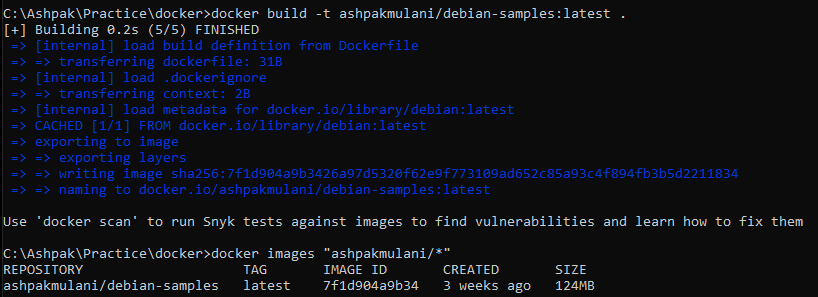 C:\Ashpak\Practice\docker>docker build -t ashpakmulani/debian-samples:latest .
[+] Building 0.2s (5/5) FINISHED
=> [internal] load build definition from Dockerfile
=> => transferring dockerfile: 31B
=> [internal] load .dockerignore
=> => transferring context: 2B
=> [internal] load metadata for docker.io/library/debian:latest
=> CACHED [1/1] FROM docker.io/library/debian:latest
=> exporting to image
=> => exporting layers
=> => writing image sha256:7f1d904a9b3426a97d5320f62e9f773109ad652c85a93c4f894fb3b5d2211834
=> => naming to docker.io/ashpakmulani/debian-samples:latest
Use 'docker scan' to run Snyk tests against images to find vulnerabilities and learn how to fix them
C:\Ashpak\Practice\docker>docker images "ashpakmulani/*"
REPOSITORY TAG IMAGE ID CREATED SIZE
ashpakmulani/debian-samples latest 7f1d904a9b34 3 weeks ago 124MB